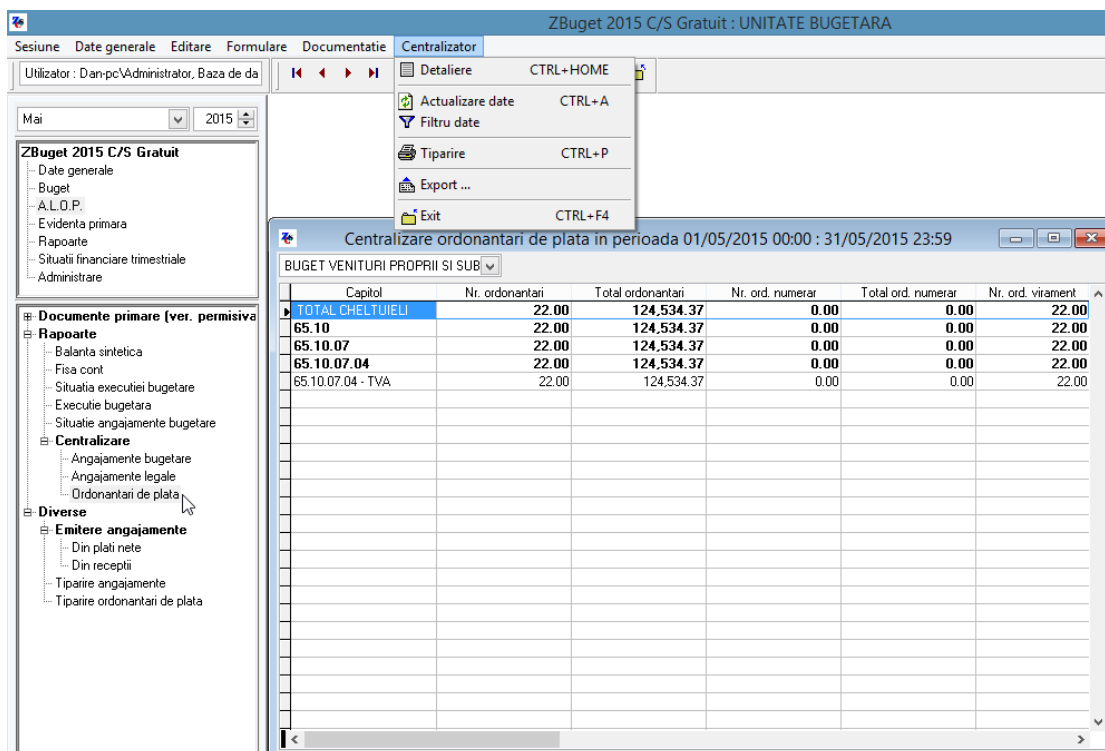 ZBuget 2015 C/S Gratuit : UNITATE BUGETARA
Sesiune Date generale Editare Formulare Documentatie Centralizator
Utilizator : Dan-pc\Administrator, Baza de da
Detaliere CTRL+HOME
Actualizare date CTRL+A
Filtru date
Tiparire CTRL+P
Export ...
Exit CTRL+F4
Mai 2015
ZBuget 2015 C/S Gratuit
Date generale
Buget
A.L.O.P.
Evidenta primara
Rapoarte
Situatii financiare trimestriale
Administrare
Documente primare (ver. permisiva
Rapoarte
Balanta sintetica
Fisa cont
Situatia executiei bugetare
Executie bugetara
Situatie angajamente bugetare
Centralizare
Angajamente bugetare
Angajamente legale
Ordonantari de plata
Diverse
Emitere angajamente
Din plati nete
Din receptii
Tiparire angajamente
Tiparire ordonantari de plata
Centralizare ordonantari de plata in perioada 01/05/2015 00:00 : 31/05/2015 23:59
BUGET VENITURI PROPRII SI SUB
Capitol Nr. ordonantari Total ordonantari Nr. ord. numerar Total ord. numerar Nr. ord. virament
TOTAL CHELTUIELI 22.00 124,534.37 0.00 0.00 22.00
65.10 22.00 124,534.37 0.00 0.00 22.00
65.10.07 22.00 124,534.37 0.00 0.00 22.00
65.10.07.04 22.00 124,534.37 0.00 0.00 22.00
65.10.07.04 - TVA 22.00 124,534.37 0.00 0.00 22.00